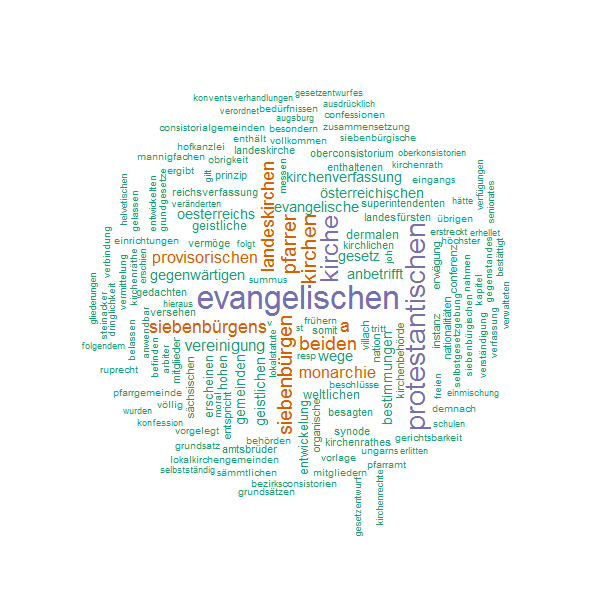 gesetzentwurfes
konvents verhandlungen
ausdrücklich
verordnet
bedürfnissen
confessionen
augsburg
consistorialgemeinden
besondern
zusammensetzung
enthält
vollkommen
siebenbürgische
hofkanzlei
landeskirche
oberconsistorium
oberkonsistorien
mannigfachen
obrigkeit
messen
enthaltenen
kirchenrath
ergibt
gilt
prinzip
kirchenverfassung
eingangs
reichsverfassung
österreichischen
veränderten
evangelische
superintendenten
hätte
verfügungen
seniorates
helvetischen
gelassen
entwickelten
grundgesetze
oesterreichs
landesfürsten
übrigen
geistliche
landeskirchen
pfarrer
kirchen
kirche
dermalen
erstreckt
erhellet
einrichtungen
vermöge
folgt
kirchlichen
höchster
verbindung
provisorischen
gesetz
jph
protestantischen
erwägung
conferenz
gegenstandes
bestättigt
gegenwärtigen
summus
anbetrifft
gliederungen
steinacker
dringlichkeit
vermittelung
kirchenräthe
erschien
gedachten
evangelischen
nahmen
kapitel
verwalteten
hieraus
versehen
siebenbürgens
v
st
frühern
a
tritt
villach
instanz
nationalitäten
selbstgesetzgebung
siebenbürgischen
verständigung
verfassung
folgendem
belassen
anwendbar
befinden
arbiter
mitglieder
vereinigung
lokalstatute
siebenbürgen
somit
beiden
nation
kirchenbehörde
resp
wege
ruprecht
sächsischen
erscheinen
moral
hohen
entspricht
gemeinden
geistlichen
monarchie
beschlüsse
bestimmungen
freien
einmischung
pfarrgemeinde
weltlichen
völlig
wurden
besagten
demnach
konfession
vorgelegt
entwickelung
organische
synode
schulen
behörden
kirchenrathes
gerichtsbarkeit
grundsatz
amtsbrüder
ungarns
erlitten
lokalkirchengemeinden
vorlage
pfarramt
selbstständig
sämmtlichen
mitgliedern
bezirksconsistorien
grundsätzen
gesetzentwurf
kirchenrechte